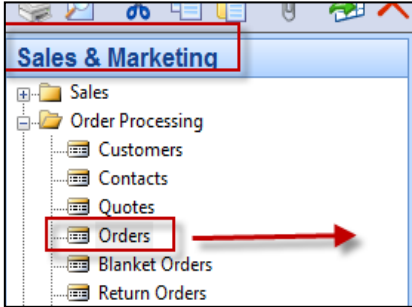 Sales & Marketing
Sales
Order Processing
Customers
Contacts
Quotes
Orders
Blanket Orders
Return Orders